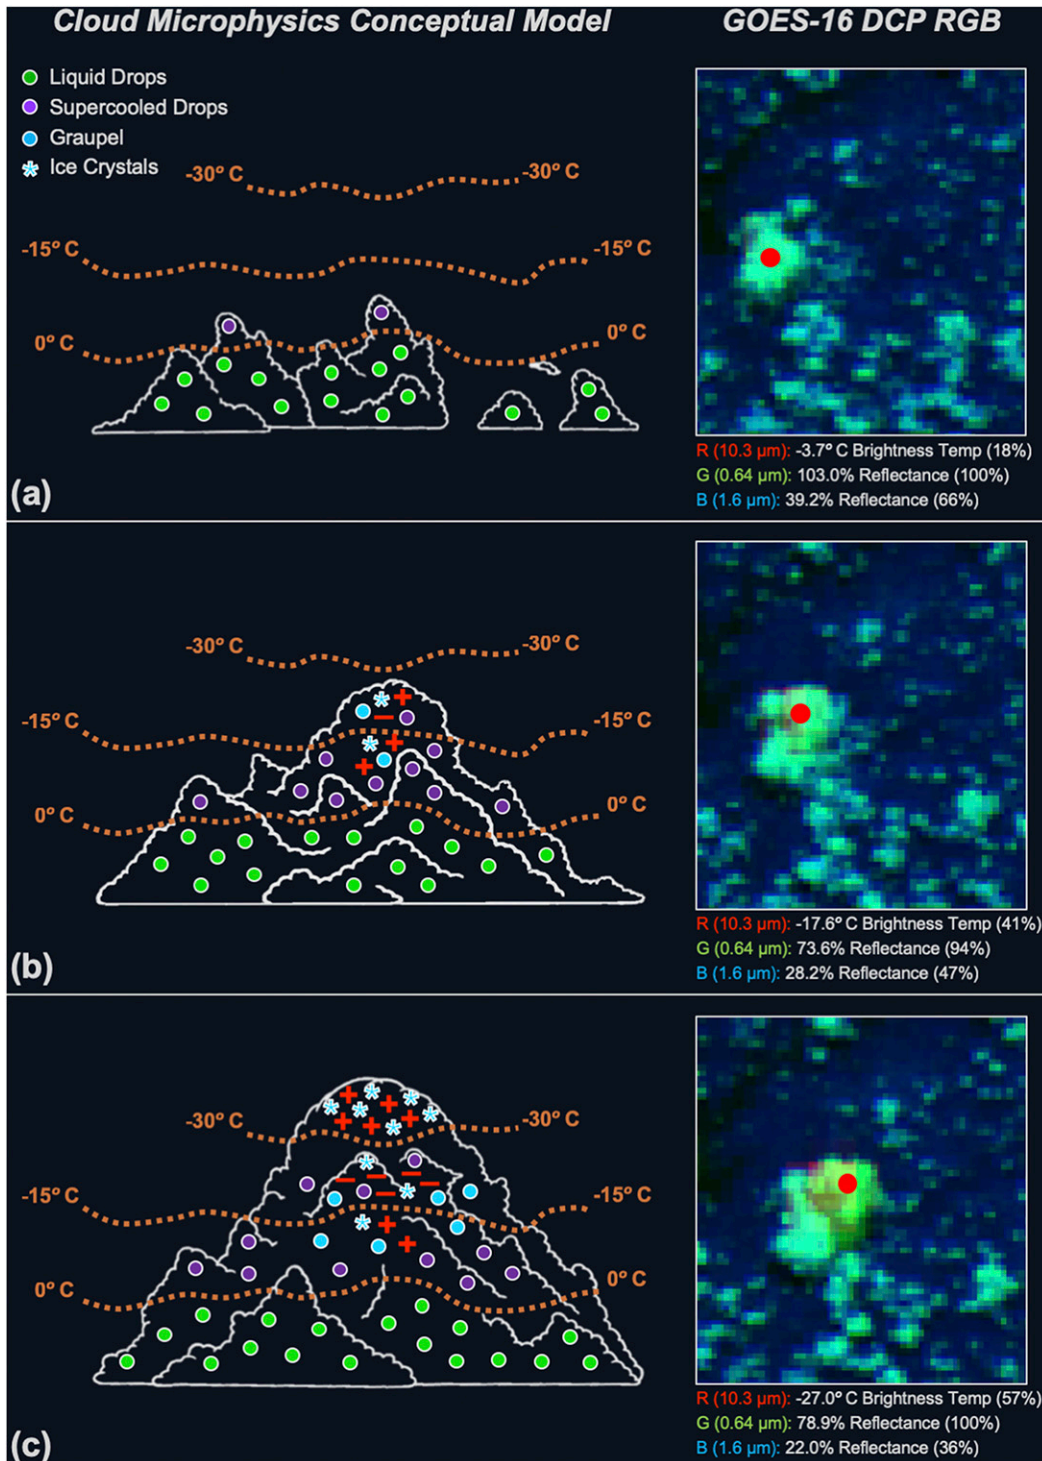 Cloud Microphysics Conceptual Model
GOES-16 DCP RGB
Liquid Drops
Supercooled Drops
Graupel
Ice Crystals
-30° C
-30° C
-15° C
-15° C
0° C
0° C
R (10.3 µm): -3.7° C Brightness Temp (18%)
G (0.64 µm): 103.0% Reflectance (100%)
B (1.6 µm): 39.2% Reflectance (66%)
(a)
-30° C
-30° C
-15° C
-15° C
0° C
0° C
R (10.3 µm): -17.6° C Brightness Temp (41%)
G (0.64 µm): 73.6% Reflectance (94%)
B (1.6 µm): 28.2% Reflectance (47%)
(b)
-30° C
-30° C
-15° C
-15° C
0° C
0° C
R (10.3 µm): -27.0° C Brightness Temp (57%)
G (0.64 µm): 78.9% Reflectance (100%)
B (1.6 µm): 22.0% Reflectance (36%)
(c)